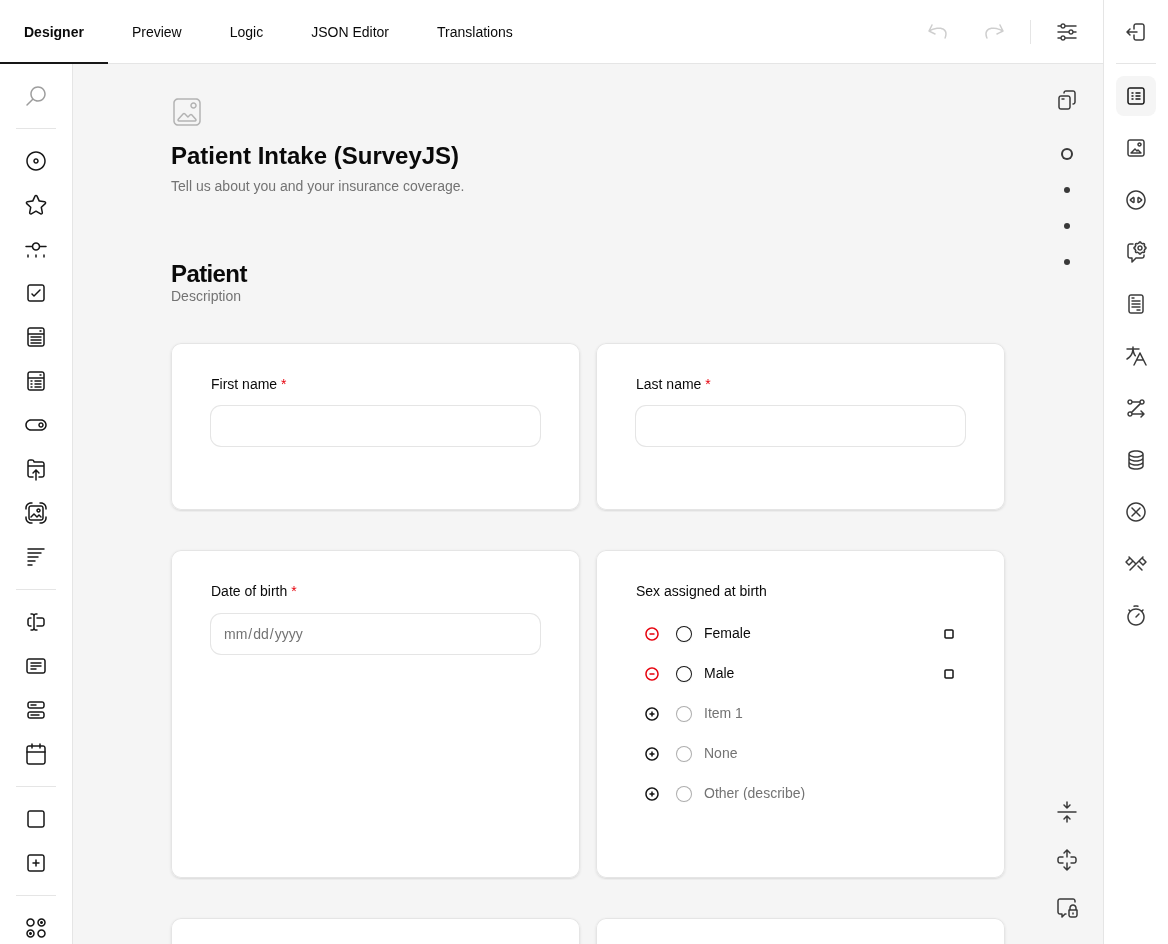 Designer Preview Logic JSON Editor Translations
Patient Intake (SurveyJS)
Tell us about you and your insurance coverage.
Patient
Description
First name * Last name *
Date of birth * Sex assigned at birth
mm/dd/yyyy Female
Male
Item 1
None
Other (describe)